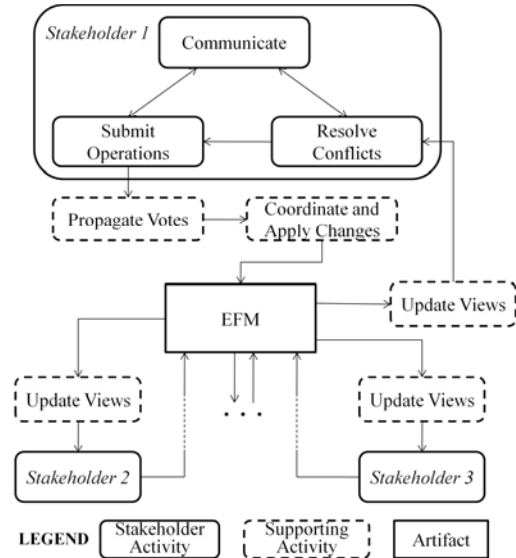 Stakeholder 1
Communicate
Submit
Operations
Resolve
Conflicts
Propagate Votes
Coordinate and
Apply Changes
EFM
Update Views
Update Views
Update Views
. . .
Stakeholder 2
Stakeholder 3
LEGEND
Stakeholder
Activity
Supporting
Activity
Artifact